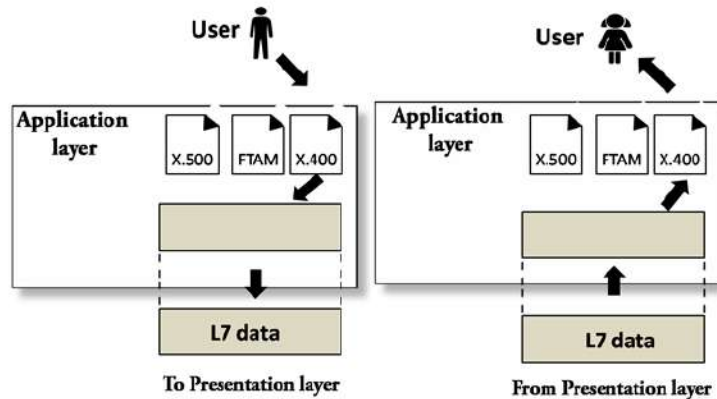 User
Application
layer
X.500
FTAM
X.400
L7 data
To Presentation layer
User
Application
layer
X.500
FTAM
X.400
L7 data
From Presentation layer